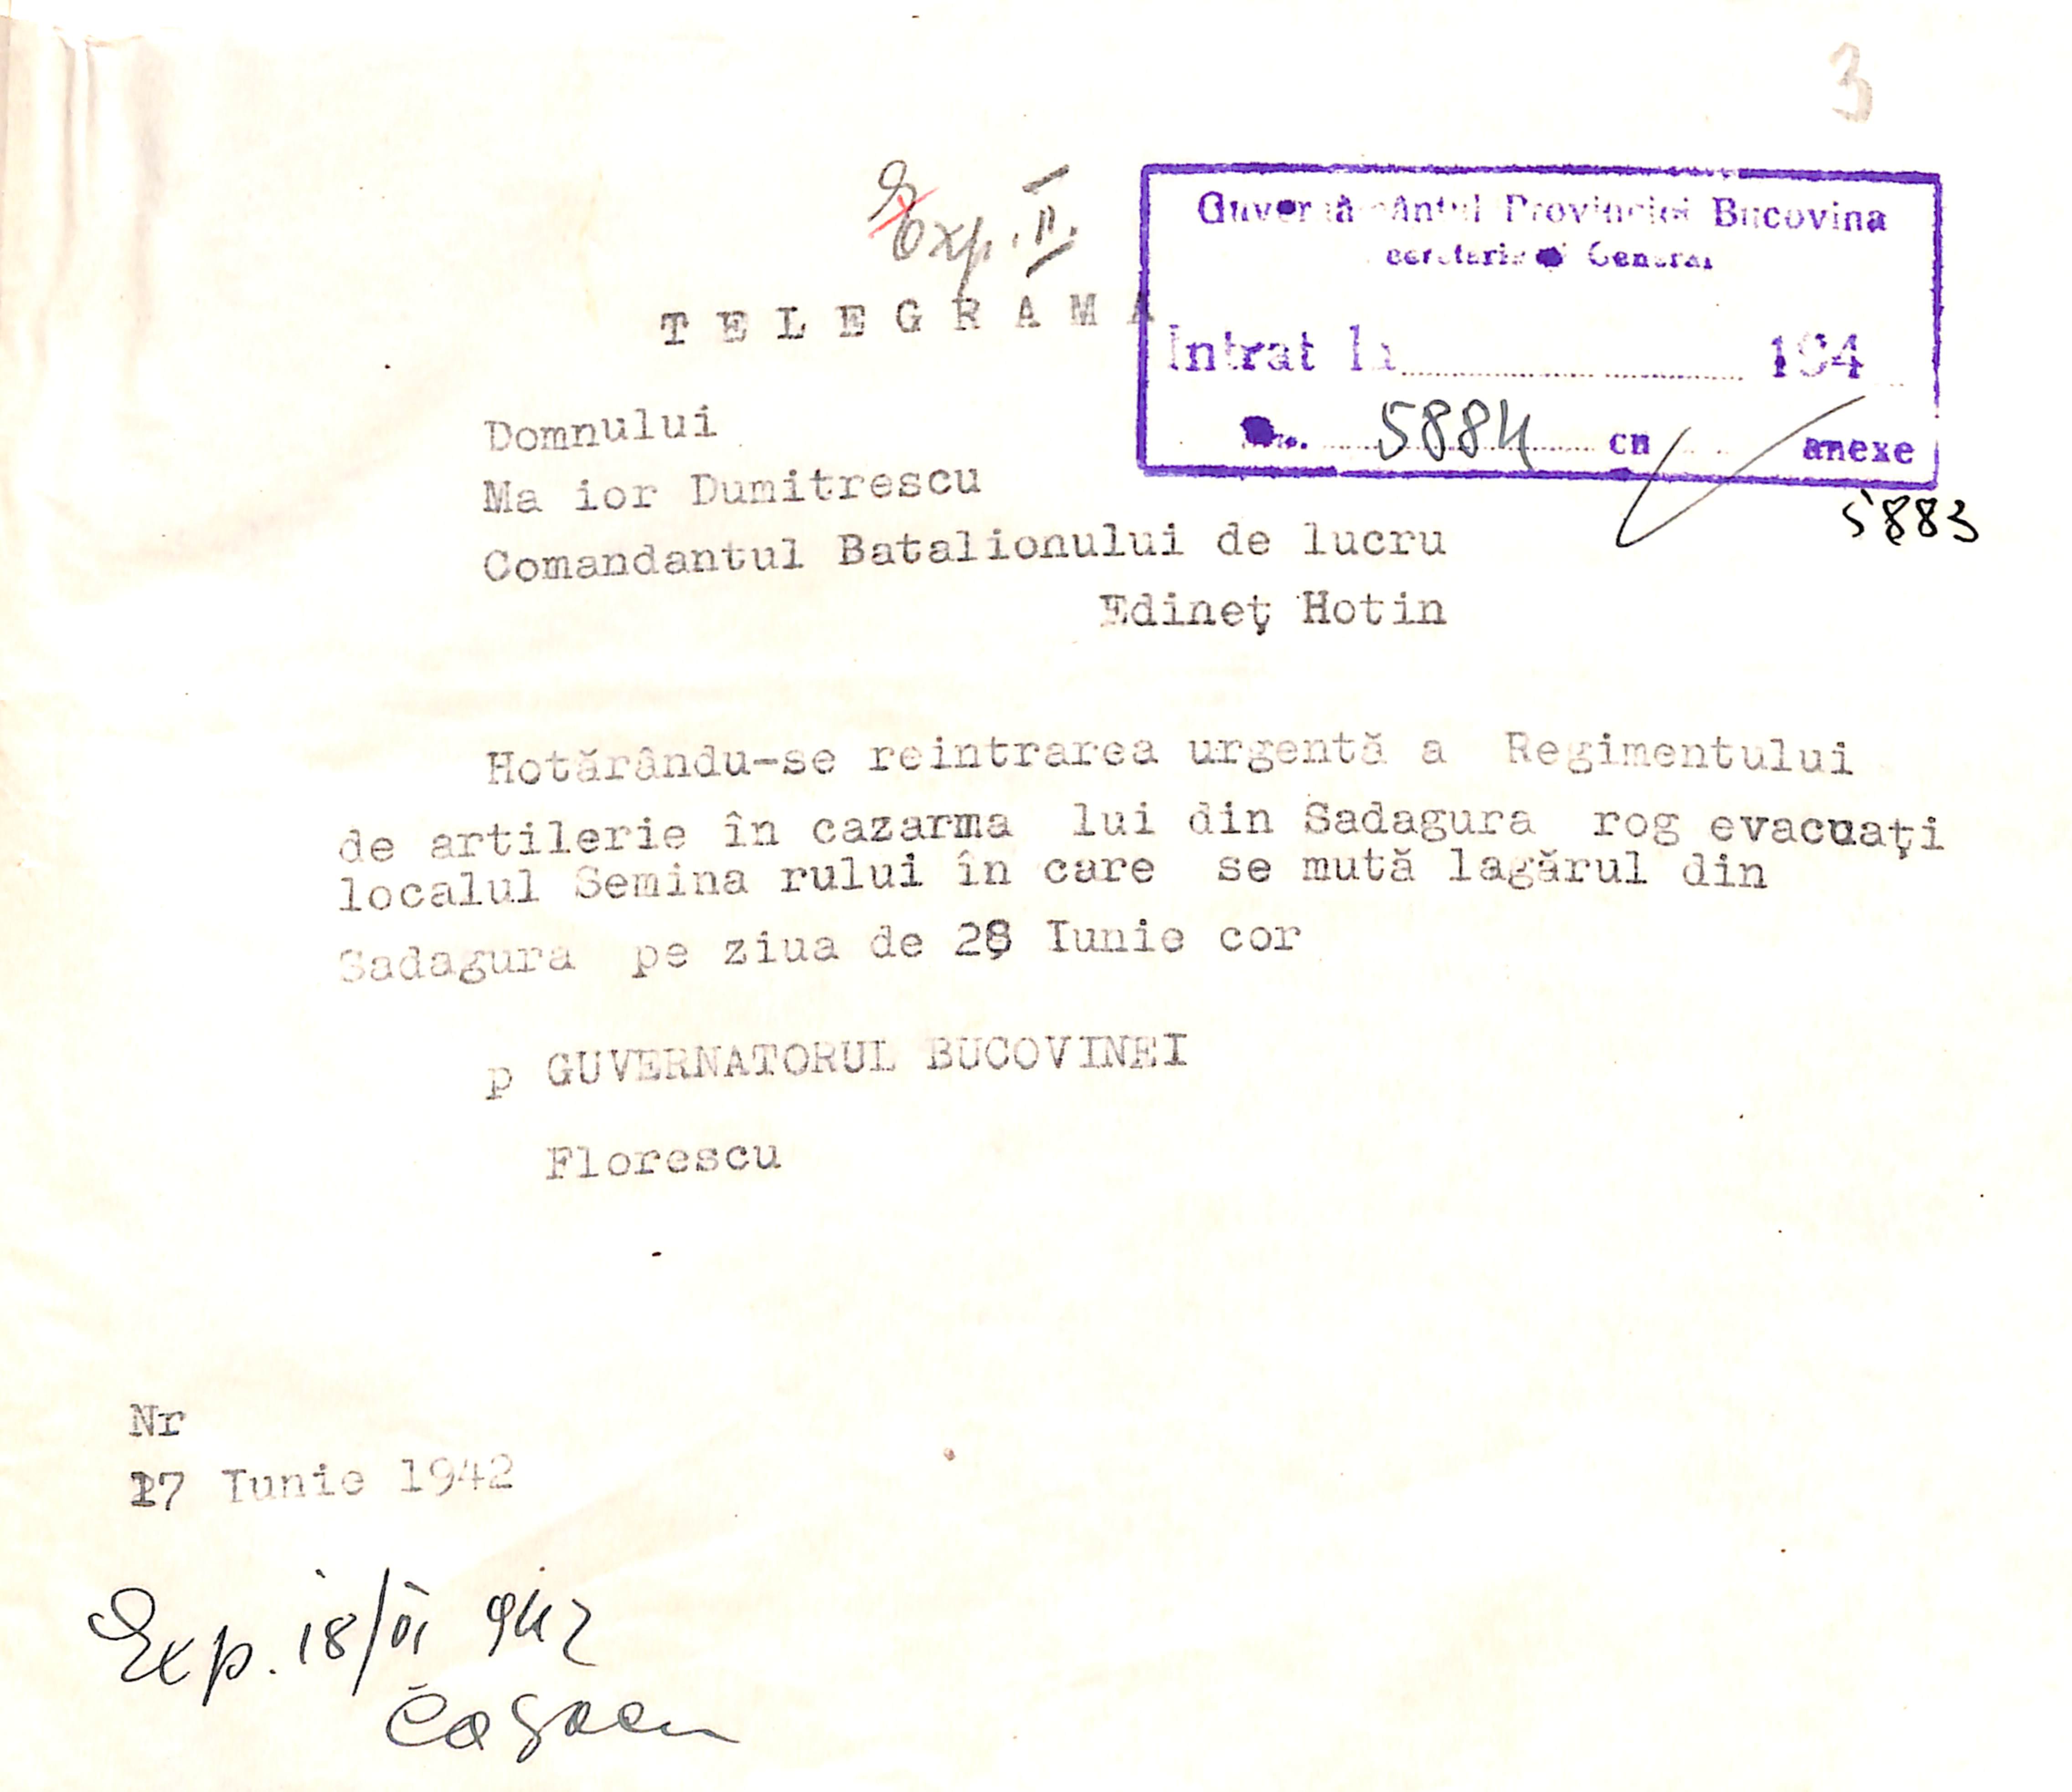 3
Exp. II.
TELEGRAMA
Guvernământul Provinciei Bucovina
Secretariatul General
Intrat la 194
No. 5884 cu anexe
5883
Domnului
Ma ior Dumitrescu
Comandantul Batalionului de lucru
Edineţ Hotin
Hotărându-se reintrarea urgentă a Regimentului
de artilerie în cazarma lui din Sadagura rog evacuaţi
localul Semina rului în care se mută lagărul din
Sadagura pe ziua de 28 Iunie cor
p GUVERNATORUL BUCOVINEI
Florescu
Nr
17 Iunie 1942
Exp. 18/VI 942